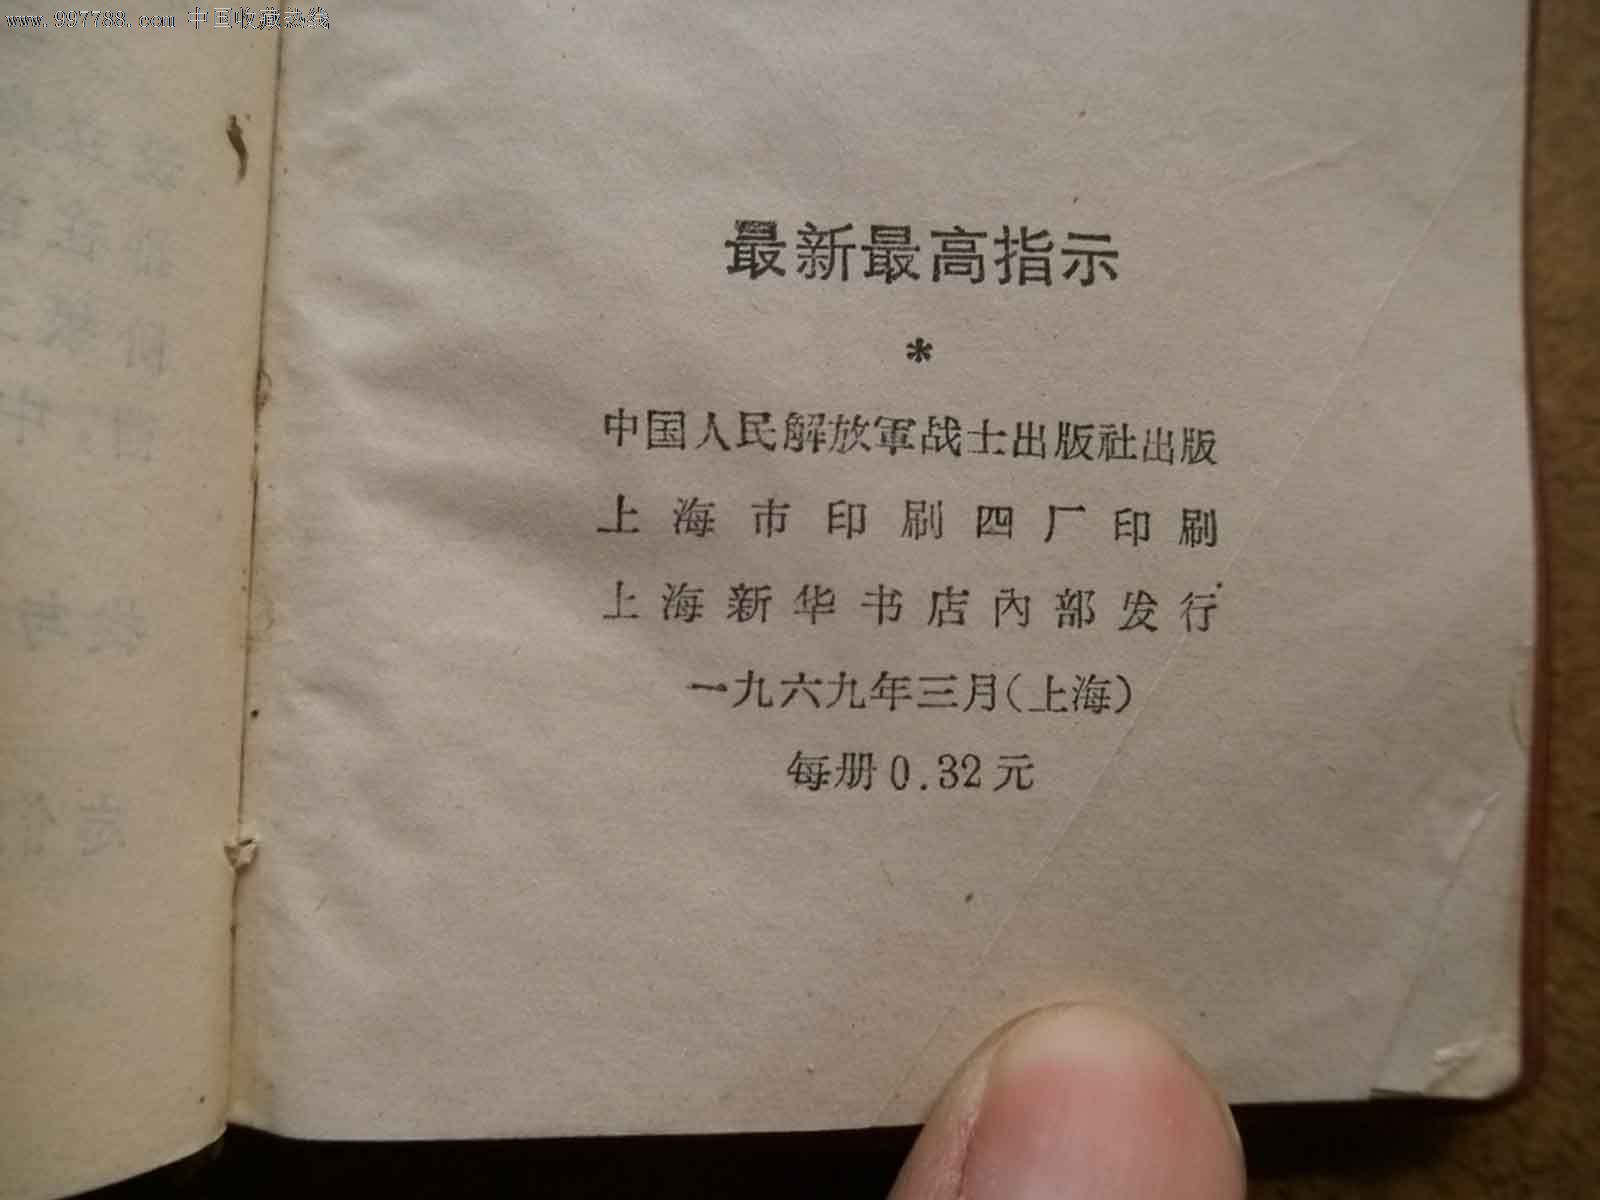 www.997788.com 中国收藏热线
最新最高指示
*
中国人民解放軍战士出版社出版
上海市印刷四厂印刷
上海新华书店內部发行
一九六九年三月(上海)
每册0.32元